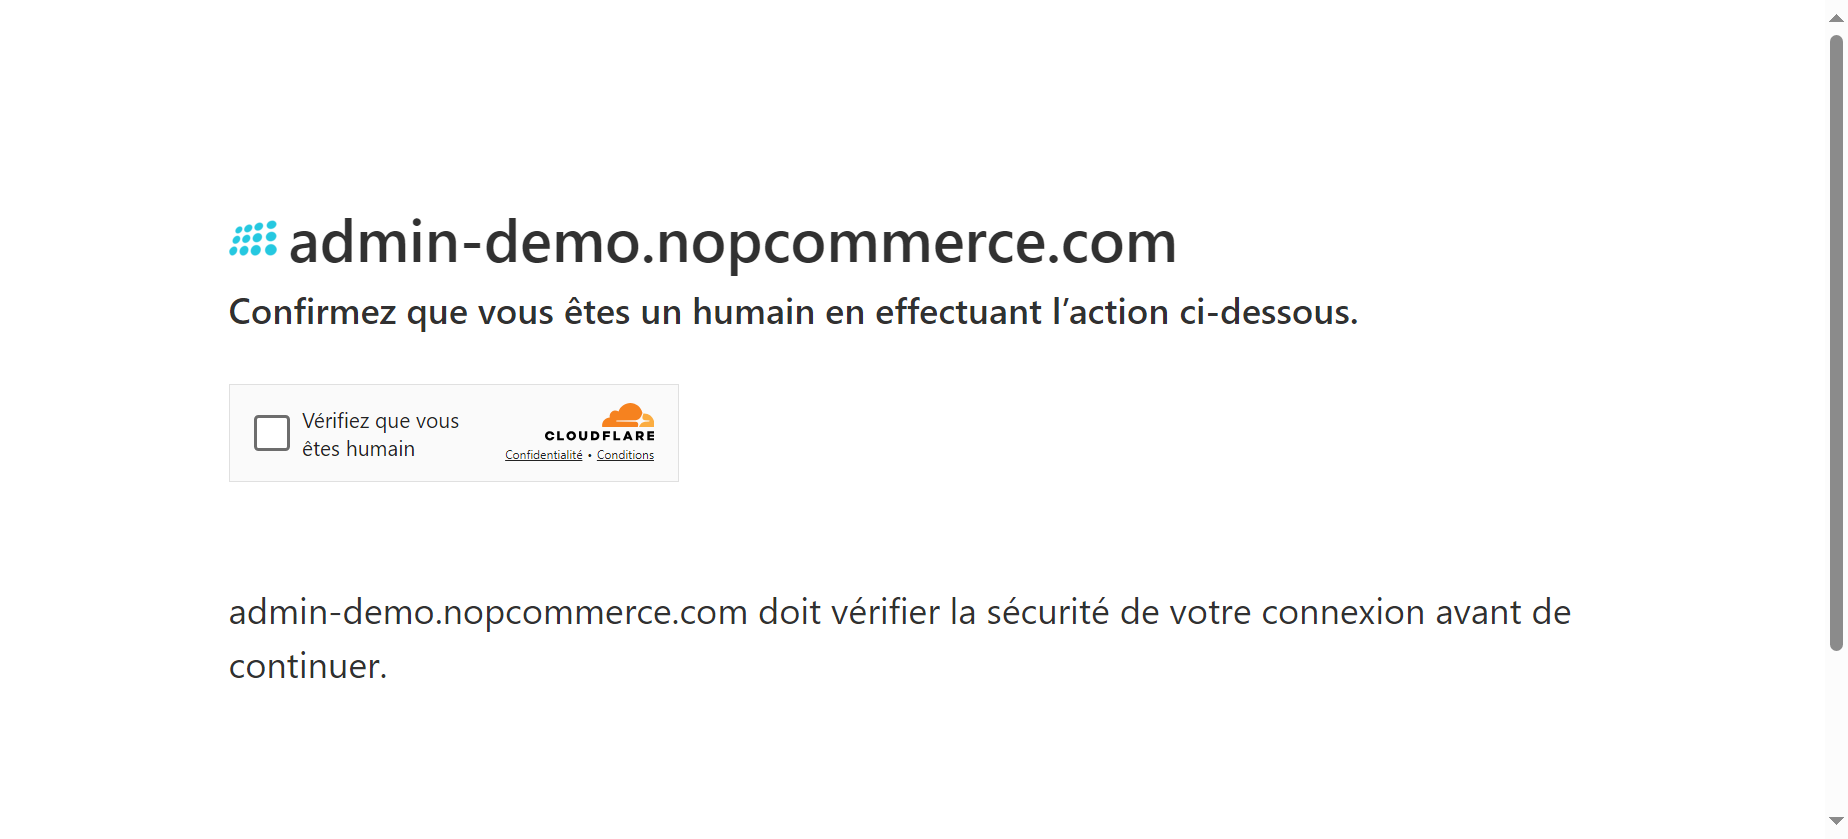 admin-demo.nopcommerce.com
Confirmez que vous êtes un humain en effectuant l’action ci-dessous.
Vérifiez que vous
êtes humain
CLOUDFLARE
Confidentialité • Conditions
admin-demo.nopcommerce.com doit vérifier la sécurité de votre connexion avant de
continuer.